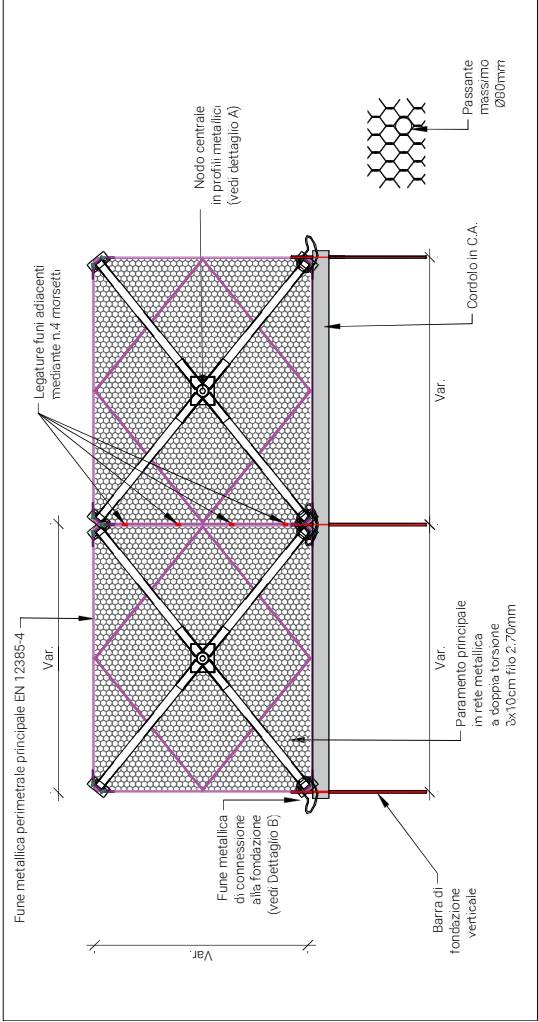 Fune metallica perimetrale principale EN 12385-4
Var.
Legature funi adiacenti
mediante n.4 morsetti
Nodo centrale
in profili metallici
(vedi dettaglio A)
Var.
Fune metallica
di connessione
alla fondazione
(vedi Dettaglio B)
Barra di
fondazione
verticale
Paramento principale
in rete metallica
a doppia torsione
8x10cm filo 2.70mm
Var.
Var.
Cordolo in C.A.
Passante
massimo
Ø80mm